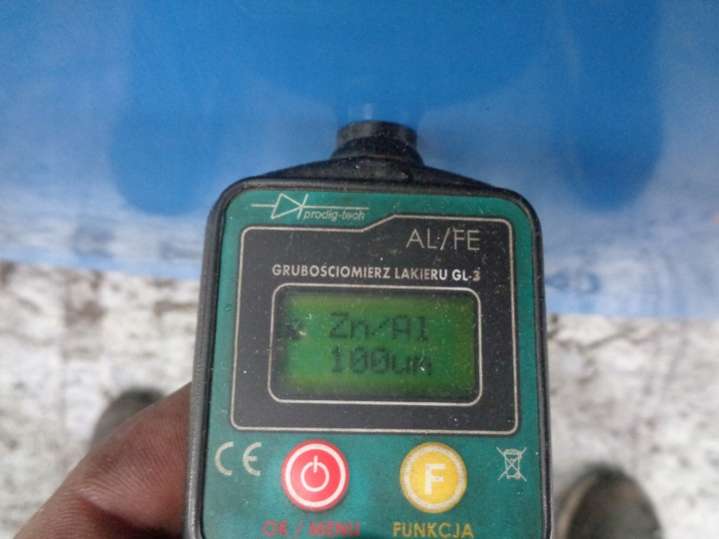 prodig-tech
AL/FE
GRUBOŚCIOMIERZ LAKIERU GL-3
Zn/Al
100um
CE
F
OK / MENU
FUNKCJA